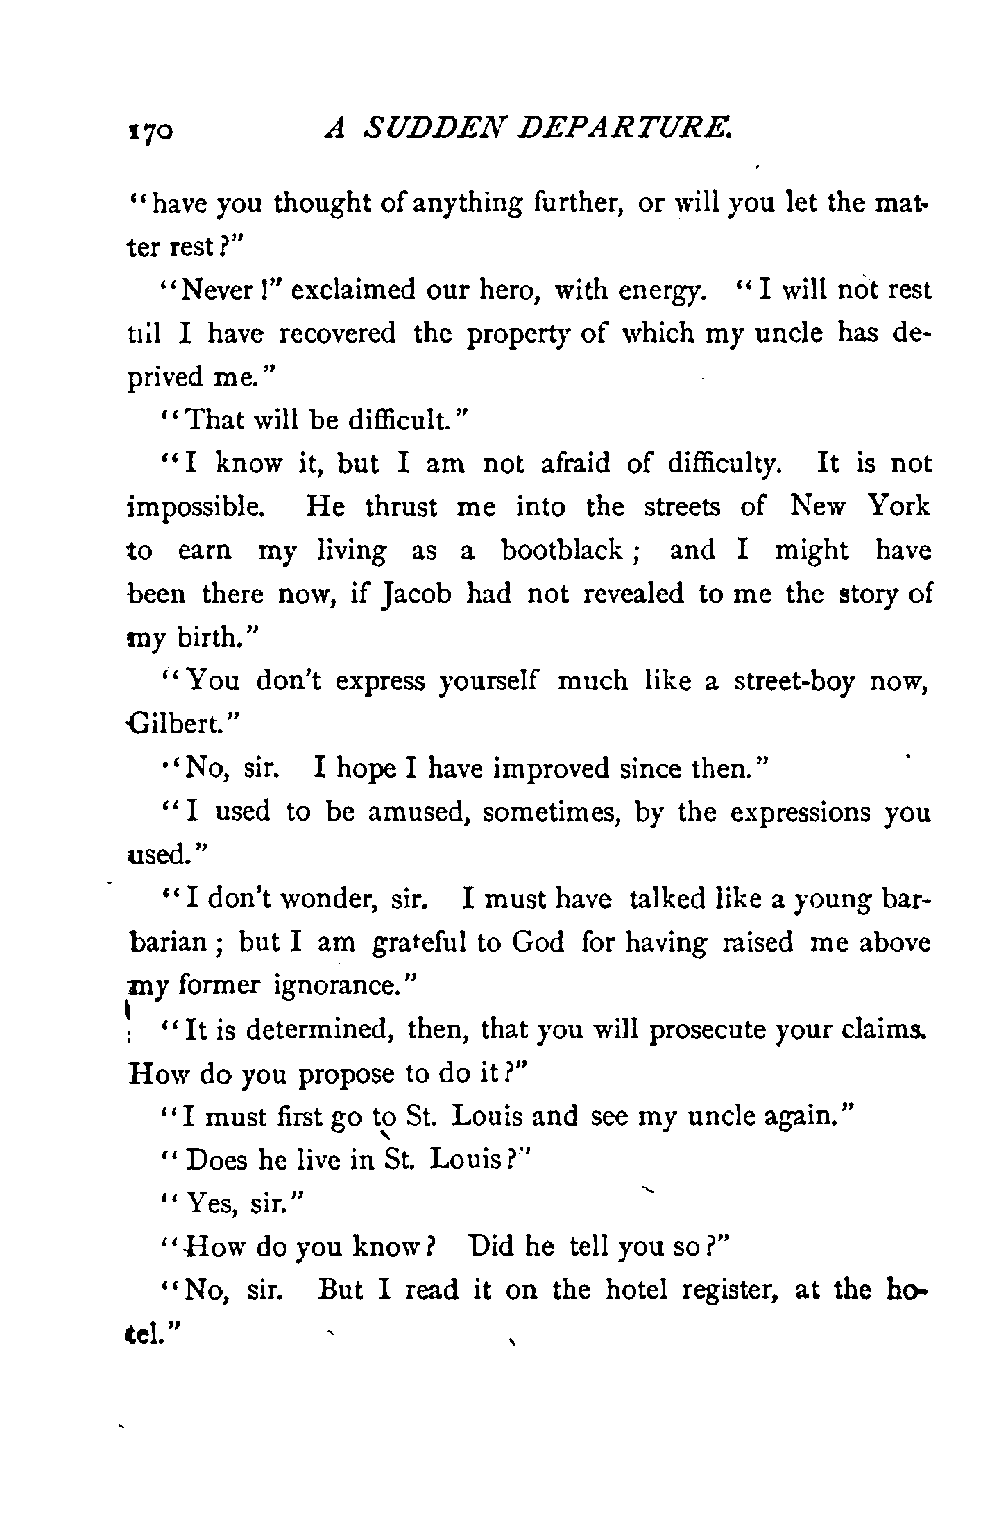 170 A SUDDEN DEPARTURE.
“have you thought of anything further, or will you let the mat-
ter rest?”
“Never!” exclaimed our hero, with energy. “I will not rest
till I have recovered the property of which my uncle has de-
prived me.”
“That will be difficult.”
“I know it, but I am not afraid of difficulty. It is not
impossible. He thrust me into the streets of New York
to earn my living as a bootblack; and I might have
been there now, if Jacob had not revealed to me the story of
my birth.”
“You don't express yourself much like a street-boy now,
Gilbert.”
“No, sir. I hope I have improved since then.”
“I used to be amused, sometimes, by the expressions you
used.”
“I don't wonder, sir. I must have talked like a young bar-
barian; but I am grateful to God for having raised me above
my former ignorance.”
“It is determined, then, that you will prosecute your claims.
How do you propose to do it?”
“I must first go to St. Louis and see my uncle again.”
“Does he live in St. Louis?”
“Yes, sir.”
“How do you know? Did he tell you so?”
“No, sir. But I read it on the hotel register, at the ho-
tel.”